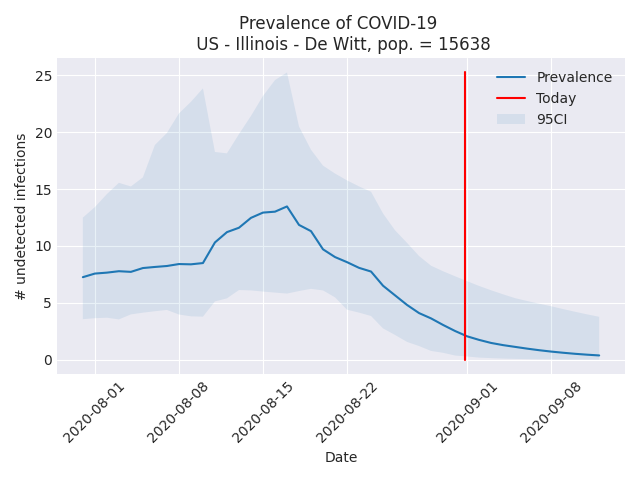 Prevalence of COVID-19
US - Illinois - De Witt, pop. = 15638
25
20
15
10
5
0
# undetected infections
Prevalence
Today
95CI
2020-08-01
2020-08-08
2020-08-15
2020-08-22
2020-09-01
2020-09-08
Date